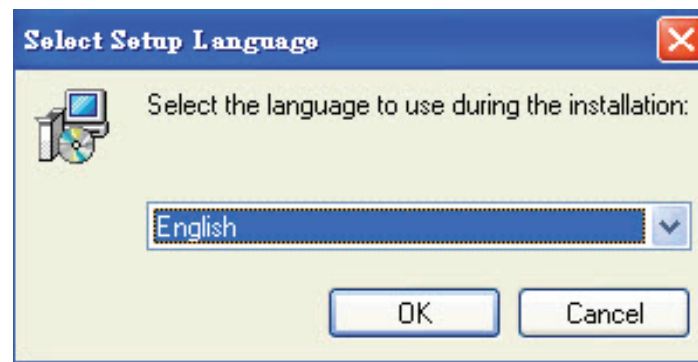 Select Setup Language
Select the language to use during the installation:
English
OK
Cancel